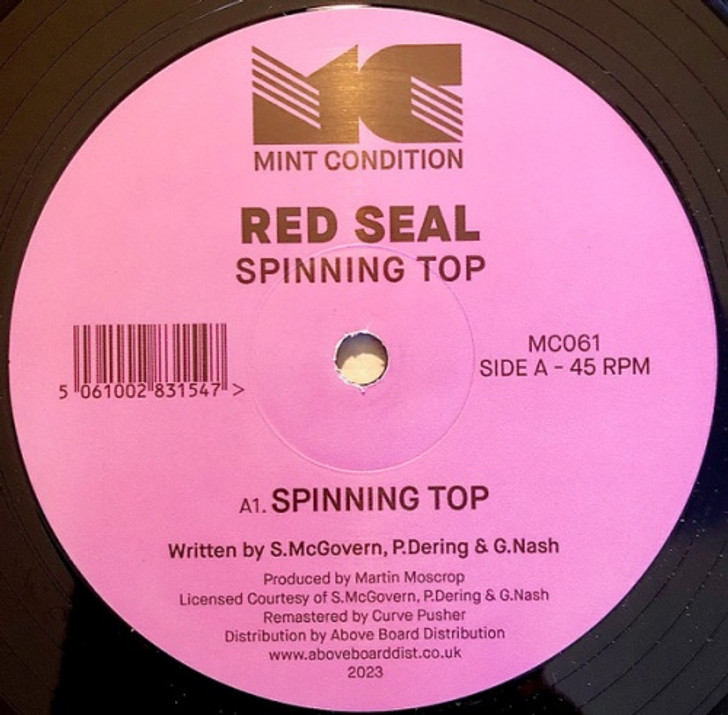 MC
MINT CONDITION
RED SEAL
SPINNING TOP
5 061002 831547 >
MC061
SIDE A - 45 RPM
A1. SPINNING TOP
Written by S.McGovern, P.Dering & G.Nash
Produced by Martin Moscrop
Licensed Courtesy of S.McGovern, P.Dering & G.Nash
Remastered by Curve Pusher
Distribution by Above Board Distribution
www.aboveboarddist.co.uk
2023